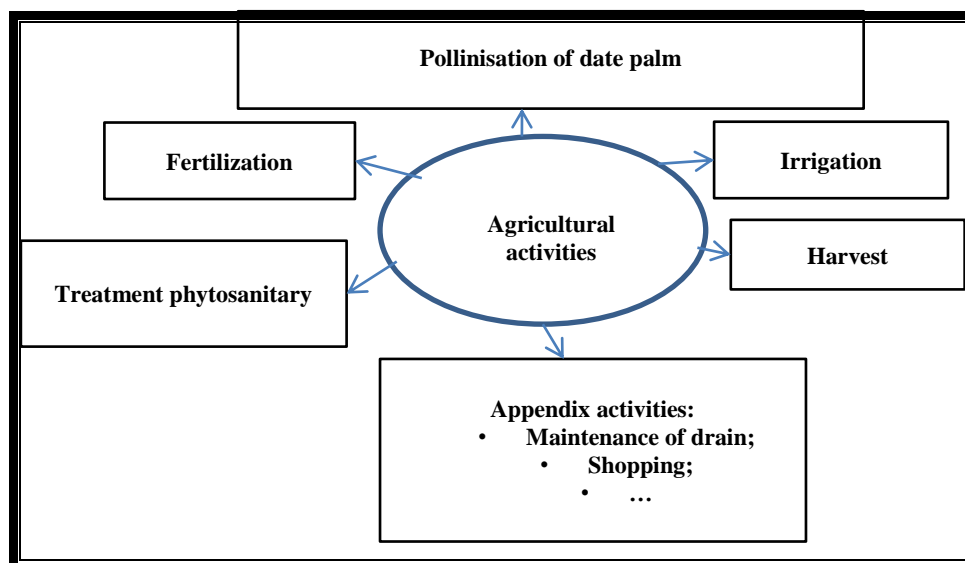 Pollinisation of date palm
Fertilization
Irrigation
Agricultural
activities
Harvest
Treatment phytosanitary
Appendix activities:
• Maintenance of drain;
• Shopping;
• …